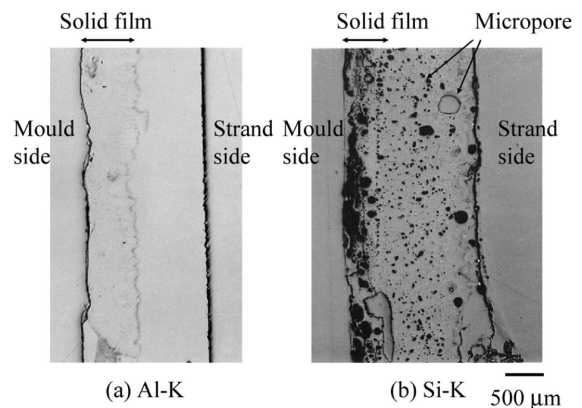 Solid film
Mould
side
Strand
side
(a) Al-K
Solid film
Micropore
Mould
side
Strand
side
(b) Si-K
500 μm